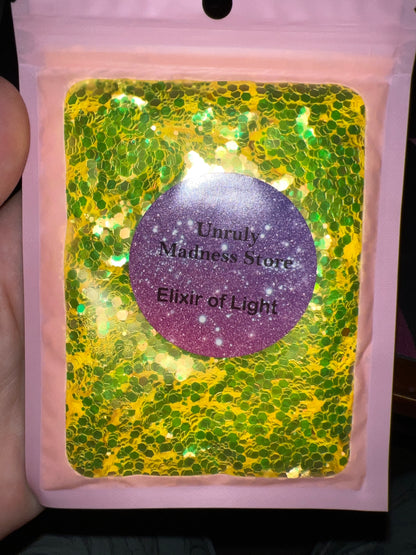 Unruly
Madness Store
Elixir of Light